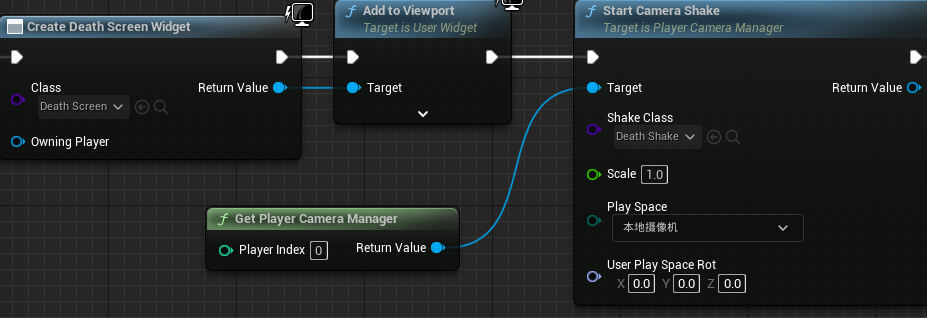 Create Death Screen Widget
Class
Death Screen
Return Value
Owning Player
Add to Viewport
Target is User Widget
Target
Start Camera Shake
Target is Player Camera Manager
Target
Return Value
Shake Class
Death Shake
Scale 1.0
Play Space
本地摄像机
User Play Space Rot
X 0.0 Y 0.0 Z 0.0
Get Player Camera Manager
Player Index 0
Return Value